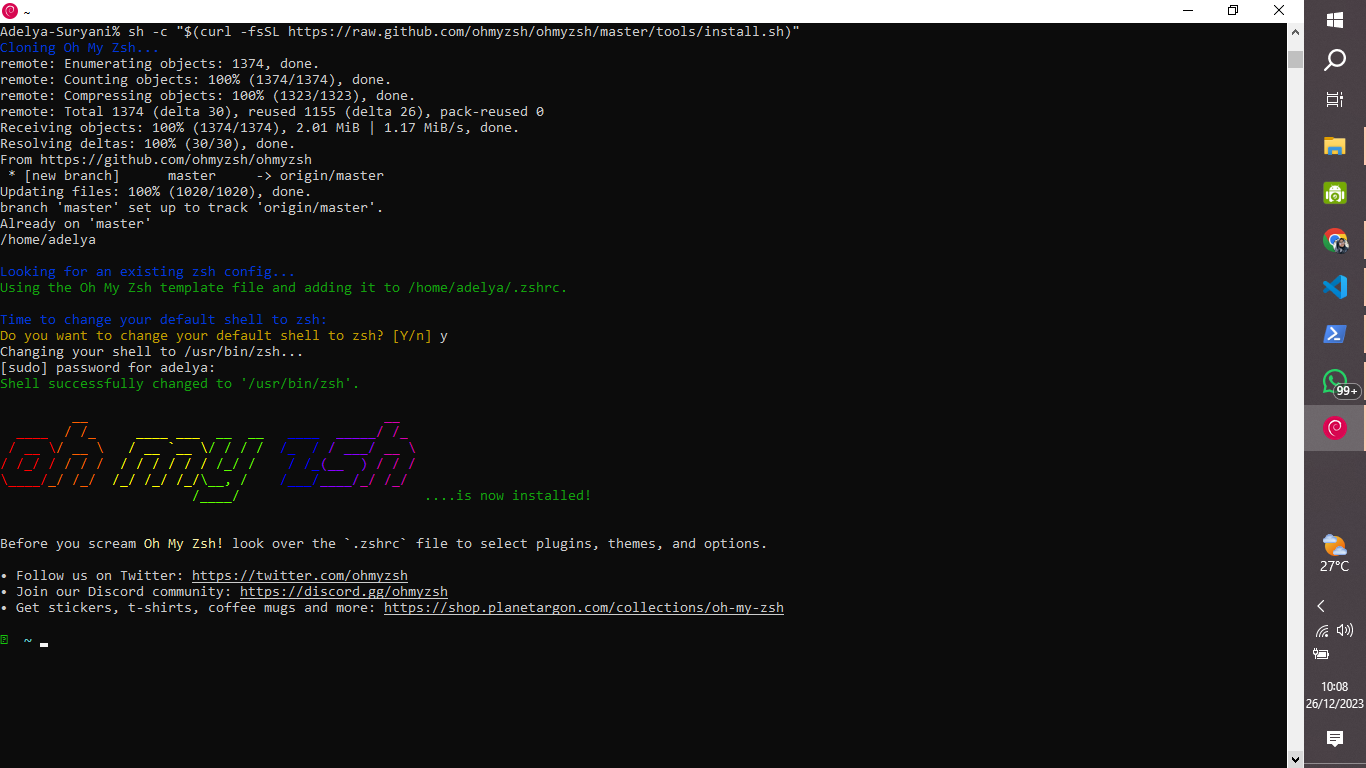 ~
Adelya-Suryani% sh -c "$(curl -fsSL https://raw.github.com/ohmyzsh/ohmyzsh/master/tools/install.sh)"
Cloning Oh My Zsh...
remote: Enumerating objects: 1374, done.
remote: Counting objects: 100% (1374/1374), done.
remote: Compressing objects: 100% (1323/1323), done.
remote: Total 1374 (delta 30), reused 1155 (delta 26), pack-reused 0
Receiving objects: 100% (1374/1374), 2.01 MiB | 1.17 MiB/s, done.
Resolving deltas: 100% (30/30), done.
From https://github.com/ohmyzsh/ohmyzsh
 * [new branch]      master     -> origin/master
Updating files: 100% (1020/1020), done.
branch 'master' set up to track 'origin/master'.
Already on 'master'
/home/adelya
Looking for an existing zsh config...
Using the Oh My Zsh template file and adding it to /home/adelya/.zshrc.
Time to change your default shell to zsh:
Do you want to change your default shell to zsh? [Y/n] y
Changing your shell to /usr/bin/zsh...
[sudo] password for adelya:
Shell successfully changed to '/usr/bin/zsh'.
oh my zsh
....is now installed!
Before you scream Oh My Zsh! look over the `.zshrc` file to select plugins, themes, and options.
• Follow us on Twitter: https://twitter.com/ohmyzsh
• Join our Discord community: https://discord.gg/ohmyzsh
• Get stickers, t-shirts, coffee mugs and more: https://shop.planetargon.com/collections/oh-my-zsh
~
99+
27°C
10:08
26/12/2023